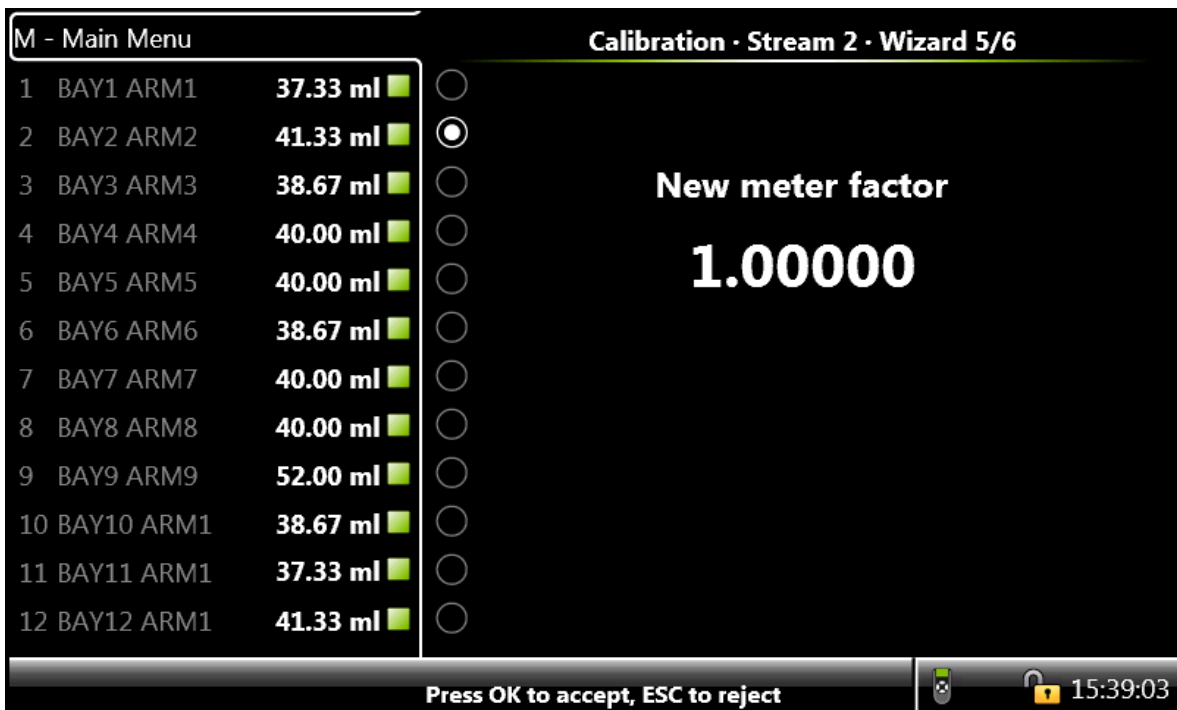 M - Main Menu
Calibration · Stream 2 · Wizard 5/6
1 BAY1 ARM1 37.33 ml
2 BAY2 ARM2 41.33 ml
3 BAY3 ARM3 38.67 ml
4 BAY4 ARM4 40.00 ml
5 BAY5 ARM5 40.00 ml
6 BAY6 ARM6 38.67 ml
7 BAY7 ARM7 40.00 ml
8 BAY8 ARM8 40.00 ml
9 BAY9 ARM9 52.00 ml
10 BAY10 ARM1 38.67 ml
11 BAY11 ARM1 37.33 ml
12 BAY12 ARM1 41.33 ml
New meter factor
1.00000
Press OK to accept, ESC to reject
15:39:03